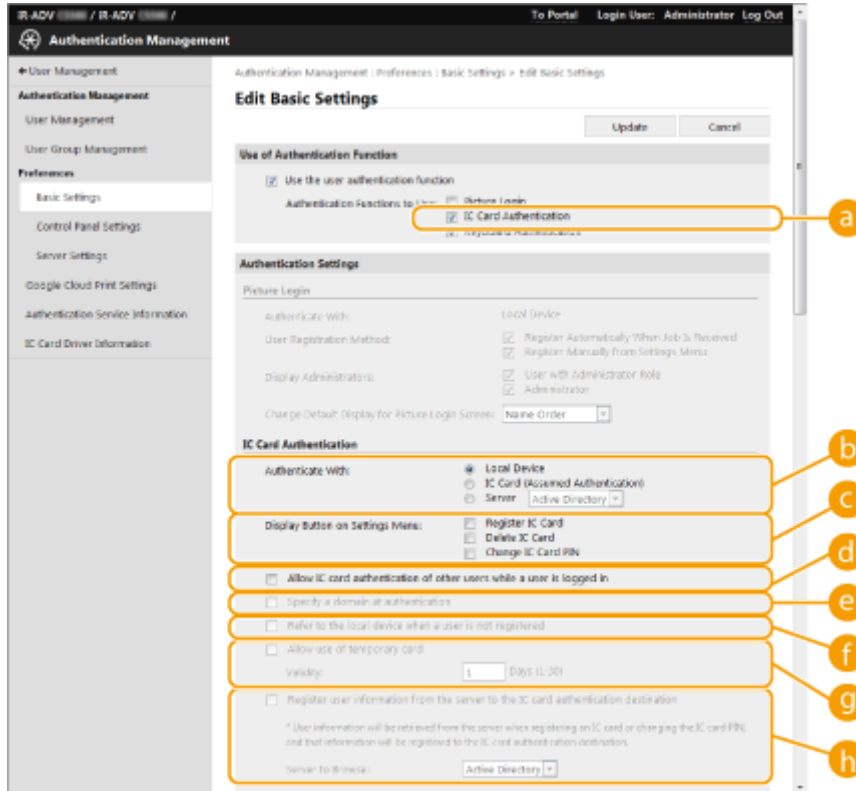 iR-ADV / iR-ADV /
To Portal Login User: Administrator Log Out
Authentication Management
User Management
Authentication Management
User Management
User Group Management
Preferences
Basic Settings
Control Panel Settings
Server Settings
Google Cloud Print Settings
Authentication Service Information
IC Card Driver Information
Authentication Management : Preferences : Basic Settings > Edit Basic Settings
Edit Basic Settings
Update Cancel
Use of Authentication Function
Use the user authentication function
Authentication Functions to Use: Picture Login
IC Card Authentication
a
Authentication Settings
Picture Login
Authenticate With: Local Device
User Registration Method: Register Automatically When Job Is Received
Register Manually from Settings Menu
Display Administrators: User with Administrator Role
Administrator
Change Default Display for Picture Login Screen: Name Order
IC Card Authentication
b
Authenticate With: Local Device
IC Card (Assumed Authentication)
Server Active Directory
c
Display Button on Settings Menu: Register IC Card
Delete IC Card
Change IC Card PIN
d
Allow IC card authentication of other users while a user is logged in
e
Specify a domain at authentication
f
Refer to the local device when a user is not registered
g
Allow use of temporary card
Validity: 1 Days (1-30)
h
Register user information from the server to the IC card authentication destination
* User information will be retrieved from the server when registering an IC card or changing the IC card PIN,
and that information will be registered to the IC card authentication destination.
Server to Browse: Active Directory